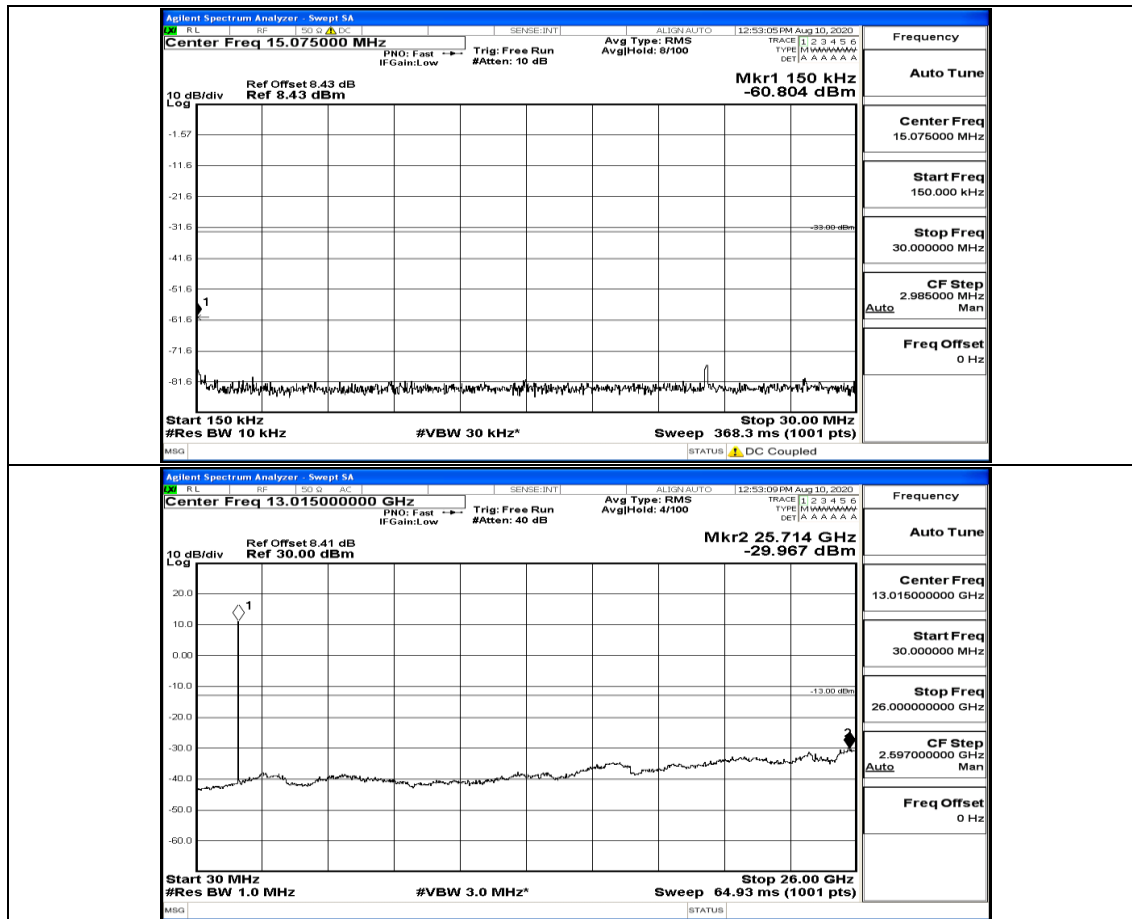 Agilent Spectrum Analyzer - Swept SA
LXI RL RF 50 Ω DC SENSE:INT ALIGN AUTO 12:53:05 PM Aug 10, 2020
Center Freq 15.075000 MHz
PNO: Fast
IFGain:Low
Trig: Free Run
#Atten: 10 dB
Avg Type: RMS
Avg|Hold: 8/100
TRACE 1 2 3 4 5 6
TYPE M WWWWW
DET A A A A A A
Ref Offset 8.43 dB
10 dB/div Ref 8.43 dBm
Log
Mkr1 150 kHz
-60.804 dBm
-1.57
-11.6
-21.6
-31.6
-33.00 dBm
-41.6
-51.6
1
-61.6
-71.6
-81.6
Start 150 kHz Stop 30.00 MHz
#Res BW 10 kHz #VBW 30 kHz* Sweep 368.3 ms (1001 pts)
MSG STATUS DC Coupled
Frequency
Auto Tune
Center Freq
15.075000 MHz
Start Freq
150.000 kHz
Stop Freq
30.000000 MHz
CF Step
2.985000 MHz
Auto Man
Freq Offset
0 Hz
Agilent Spectrum Analyzer - Swept SA
LXI RL RF 50 Ω AC SENSE:INT ALIGN AUTO 12:53:09 PM Aug 10, 2020
Center Freq 13.015000000 GHz
PNO: Fast
IFGain:Low
Trig: Free Run
#Atten: 40 dB
Avg Type: RMS
Avg|Hold: 4/100
TRACE 1 2 3 4 5 6
TYPE M WWWWW
DET A A A A A A
Ref Offset 8.41 dB
10 dB/div Ref 30.00 dBm
Log
Mkr2 25.714 GHz
-29.967 dBm
20.0
1
10.0
0.00
-10.0
-13.00 dBm
-20.0
2
-30.0
-40.0
-50.0
-60.0
Start 30 MHz Stop 26.00 GHz
#Res BW 1.0 MHz #VBW 3.0 MHz* Sweep 64.93 ms (1001 pts)
MSG STATUS
Frequency
Auto Tune
Center Freq
13.015000000 GHz
Start Freq
30.000000 MHz
Stop Freq
26.000000000 GHz
CF Step
2.597000000 GHz
Auto Man
Freq Offset
0 Hz